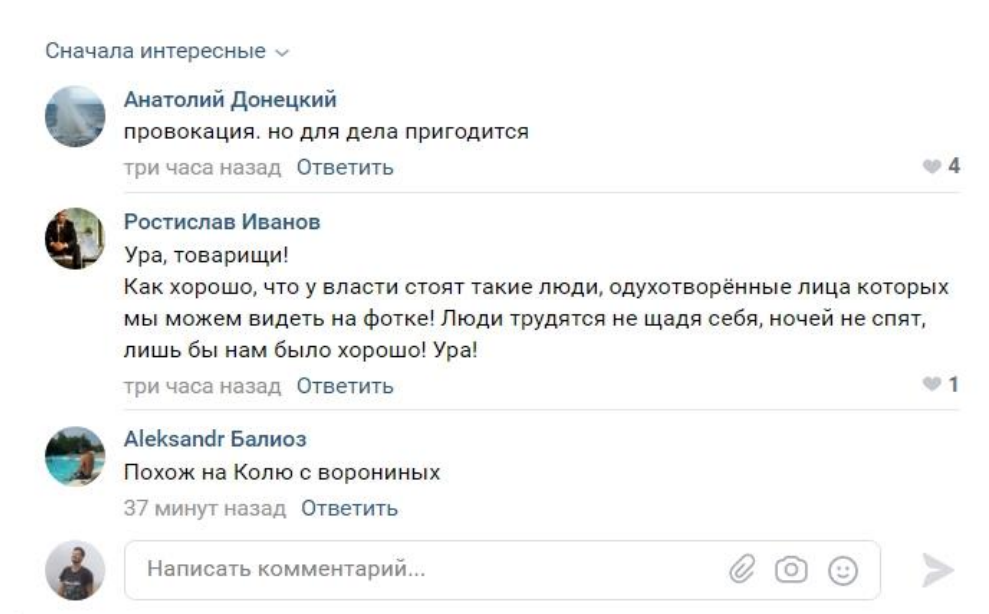 Сначала интересные
Анатолий Донецкий
провокация. но для дела пригодится
три часа назад Ответить
4
Ростислав Иванов
Ура, товарищи!
Как хорошо, что у власти стоят такие люди, одухотворённые лица которых
мы можем видеть на фотке! Люди трудятся не щадя себя, ночей не спят,
лишь бы нам было хорошо! Ура!
три часа назад Ответить
1
Aleksandr Балиоз
Похож на Колю с ворониных
37 минут назад Ответить
Написать комментарий...